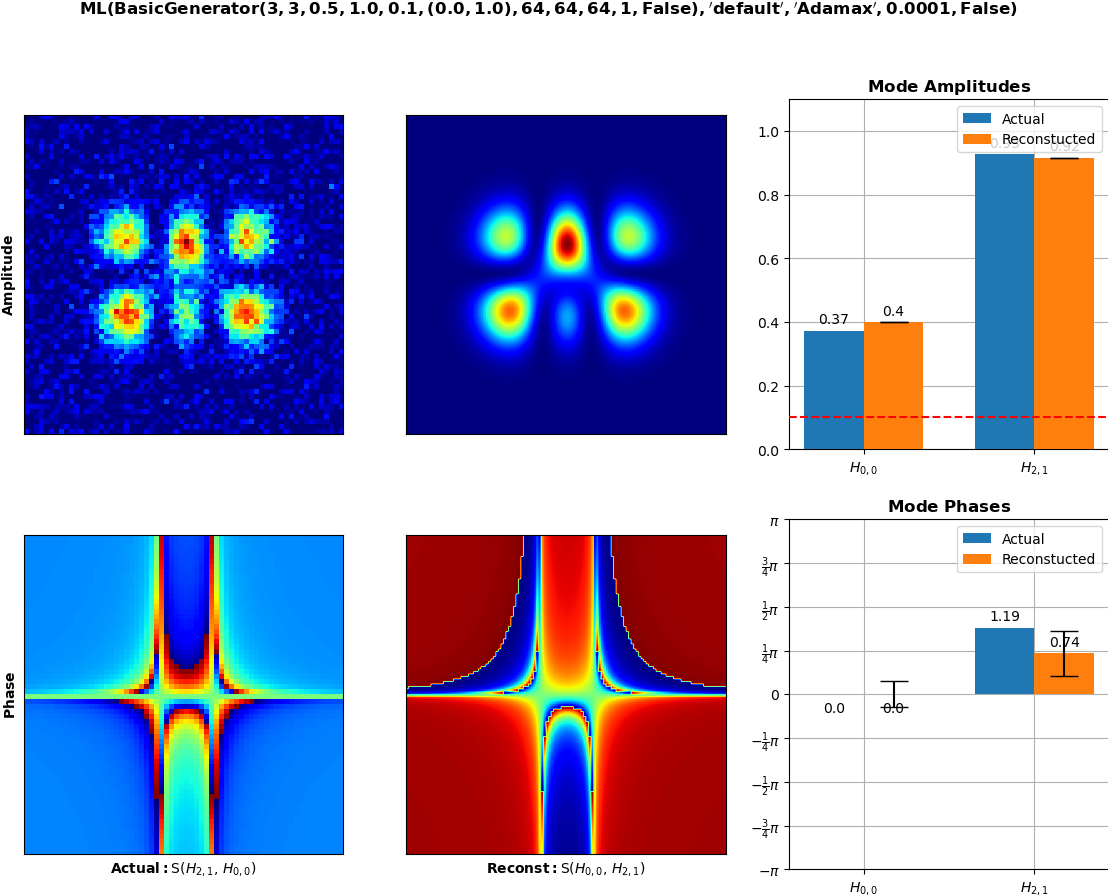 ML(BasicGenerator(3, 3, 0.5, 1.0, 0.1, (0.0, 1.0), 64, 64, 64, 1, False), ′default′, ′Adamax′, 0.0001, False)
Amplitude
Mode Amplitudes
Actual
Reconstucted
1.0
0.8
0.6
0.4
0.2
0.0
0.37
0.4
0.93
0.92
H0,0
H2,1
Phase
Actual: S(H2,1, H0,0)
Reconst: S(H0,0, H2,1)
Mode Phases
Actual
Reconstucted
π
3/4π
1/2π
1/4π
0
−1/4π
−1/2π
−3/4π
−π
0.0
0.0
1.19
0.74
H0,0
H2,1